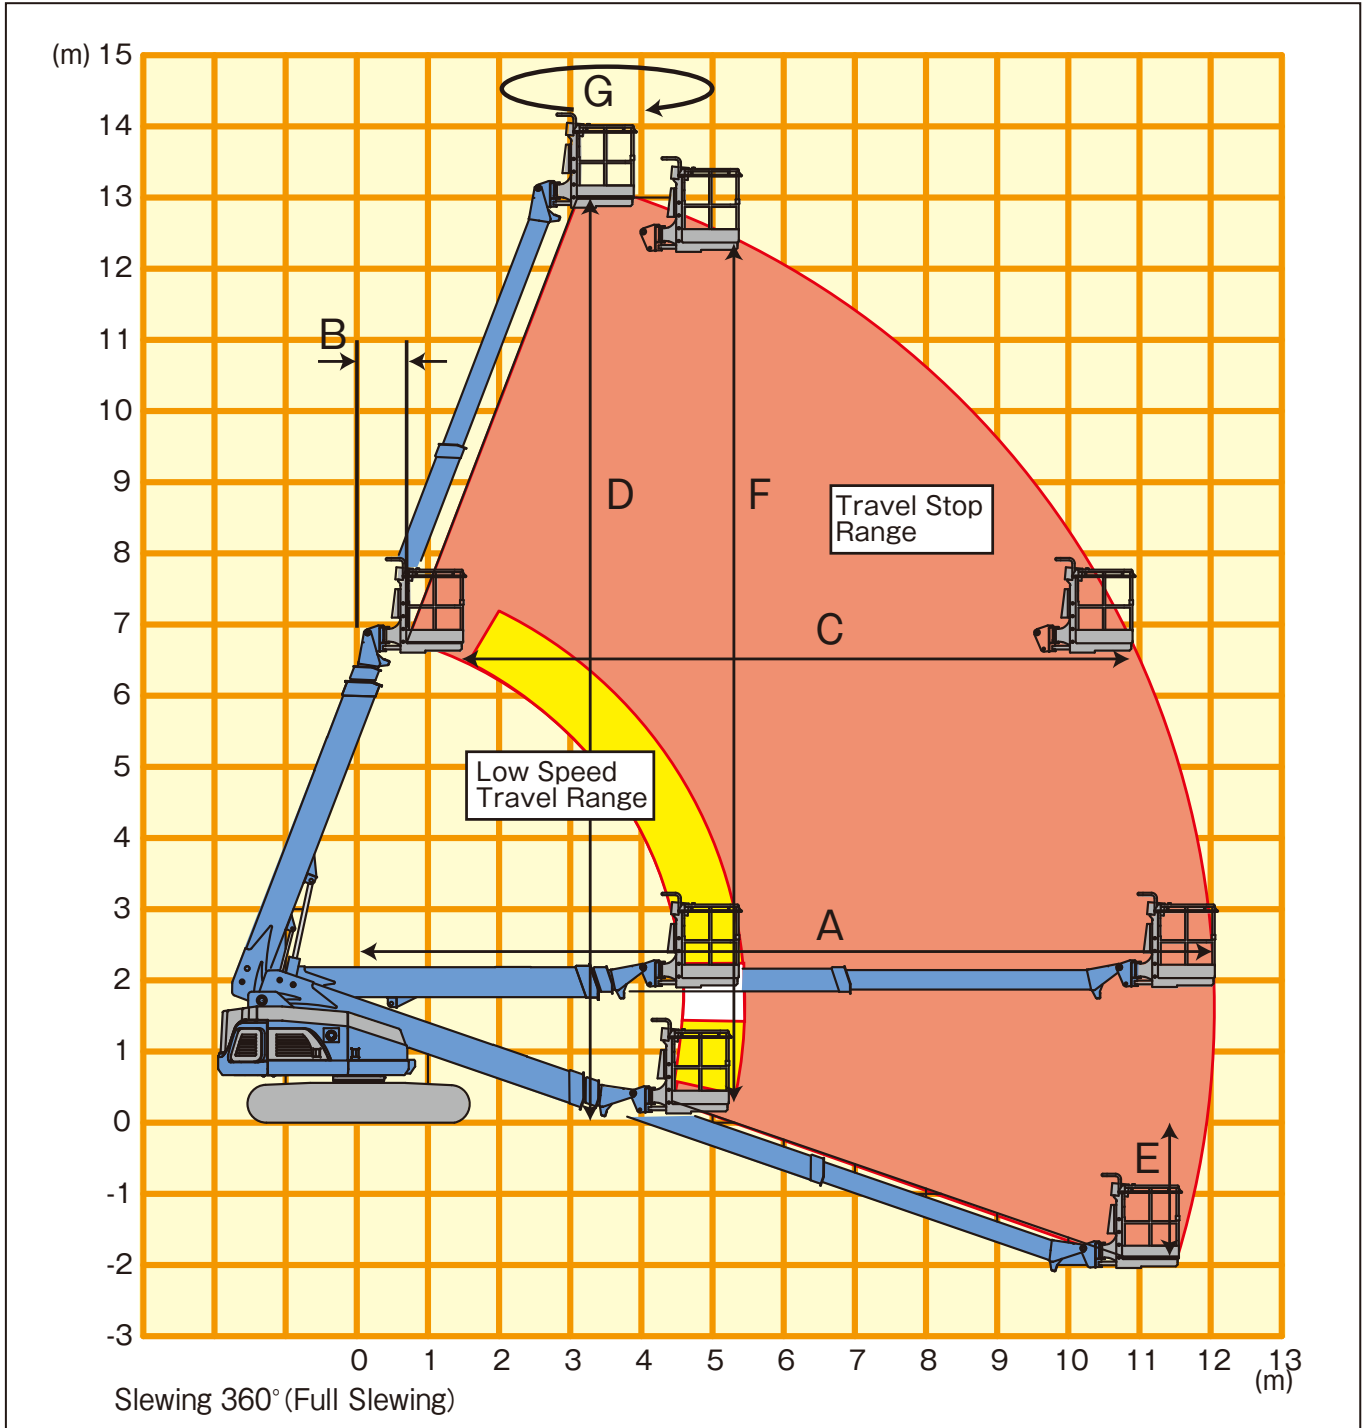 (m) 15
G
14
13
12
B
11
10
9
D
F
Travel Stop
Range
8
7
C
6
5
Low Speed
Travel Range
4
3
A
2
1
0
E
-1
-2
-3
0 1 2 3 4 5 6 7 8 9 10 11 12 13
(m)
Slewing 360° (Full Slewing)